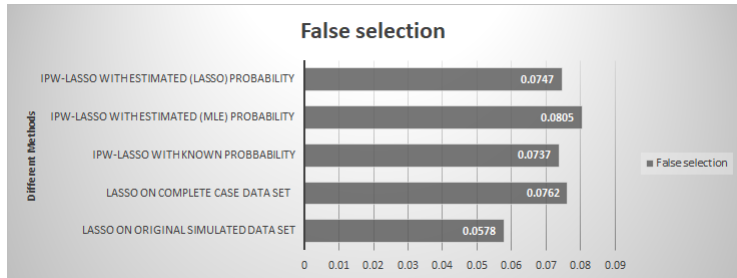 False selection
Different Methods
IPW-LASSO WITH ESTIMATED (LASSO) PROBABILITY
0.0747
IPW-LASSO WITH ESTIMATED (MLE) PROBABILITY
0.0805
IPW-LASSO WITH KNOWN PROBBABILITY
0.0737
LASSO ON COMPLETE CASE DATA SET
0.0762
LASSO ON ORIGINAL SIMULATED DATA SET
0.0578
0 0.01 0.02 0.03 0.04 0.05 0.06 0.07 0.08 0.09
False selection